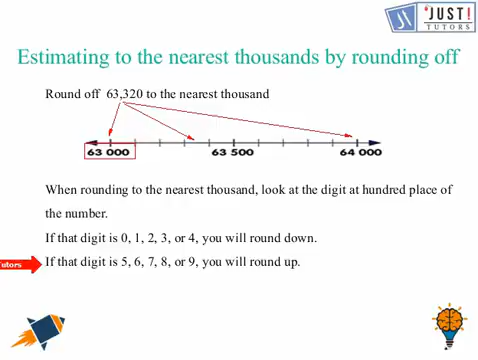 JI
'JUST!
TUTORS
Estimating to the nearest thousands by rounding off
Round off 63,320 to the nearest thousand
63 000 63 500 64 000
When rounding to the nearest thousand, look at the digit at hundred place of
the number.
If that digit is 0, 1, 2, 3, or 4, you will round down.
If that digit is 5, 6, 7, 8, or 9, you will round up.
Tutors